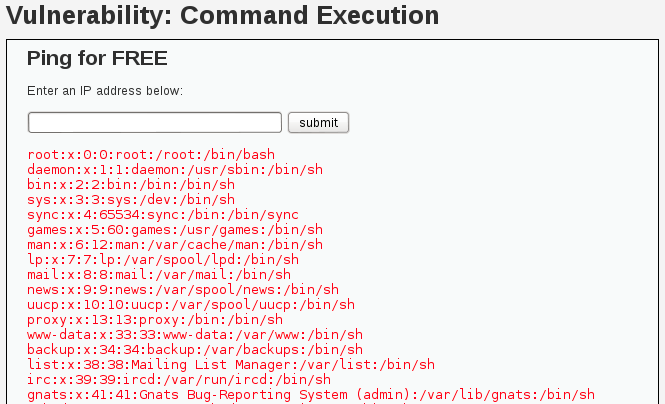 Vulnerability: Command Execution
Ping for FREE
Enter an IP address below:
submit
root:x:0:0:root:/root:/bin/bash
daemon:x:1:1:daemon:/usr/sbin:/bin/sh
bin:x:2:2:bin:/bin:/bin/sh
sys:x:3:3:sys:/dev:/bin/sh
sync:x:4:65534:sync:/bin:/bin/sync
games:x:5:60:games:/usr/games:/bin/sh
man:x:6:12:man:/var/cache/man:/bin/sh
lp:x:7:7:lp:/var/spool/lpd:/bin/sh
mail:x:8:8:mail:/var/mail:/bin/sh
news:x:9:9:news:/var/spool/news:/bin/sh
uucp:x:10:10:uucp:/var/spool/uucp:/bin/sh
proxy:x:13:13:proxy:/bin:/bin/sh
www-data:x:33:33:www-data:/var/www:/bin/sh
backup:x:34:34:backup:/var/backups:/bin/sh
list:x:38:38:Mailing List Manager:/var/list:/bin/sh
irc:x:39:39:ircd:/var/run/ircd:/bin/sh
gnats:x:41:41:Gnats Bug-Reporting System (admin):/var/lib/gnats:/bin/sh